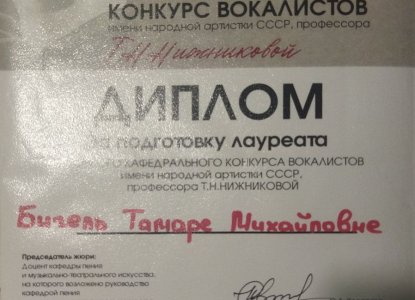 КОНКУРС ВОКАЛИСТОВ
имени народной артистки СССР, профессора
Т.Н.Нижниковой
ДИПЛОМ
за подготовку лауреата
КАФЕДРАЛЬНОГО КОНКУРСА ВОКАЛИСТОВ
имени народной артистки СССР,
профессора Т.Н.НИЖНИКОВОЙ
Бигель Тамаре Михайловне
Председатель жюри:
Доцент кафедры пения
и музыкально-театрального искусства,
на которого возложено руководство
кафедрой пения